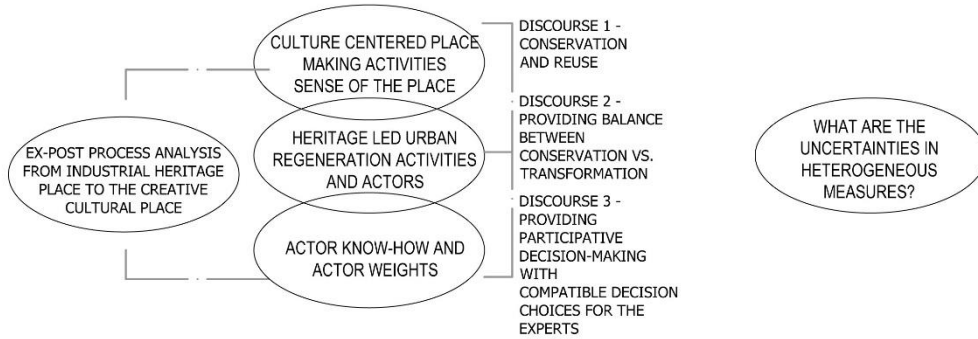 EX-POST PROCESS ANALYSIS
FROM INDUSTRIAL HERITAGE
PLACE TO THE CREATIVE
CULTURAL PLACE
CULTURE CENTERED PLACE
MAKING ACTIVITIES
SENSE OF THE PLACE
HERITAGE LED URBAN
REGENERATION ACTIVITIES
AND ACTORS
ACTOR KNOW-HOW AND
ACTOR WEIGHTS
DISCOURSE 1 -
CONSERVATION
AND REUSE
DISCOURSE 2 -
PROVIDING BALANCE
BETWEEN
CONSERVATION VS.
TRANSFORMATION
DISCOURSE 3 -
PROVIDING
PARTICIPATIVE
DECISION-MAKING
WITH
COMPATIBLE DECISION
CHOICES FOR THE
EXPERTS
WHAT ARE THE
UNCERTAINTIES IN
HETEROGENEOUS
MEASURES?